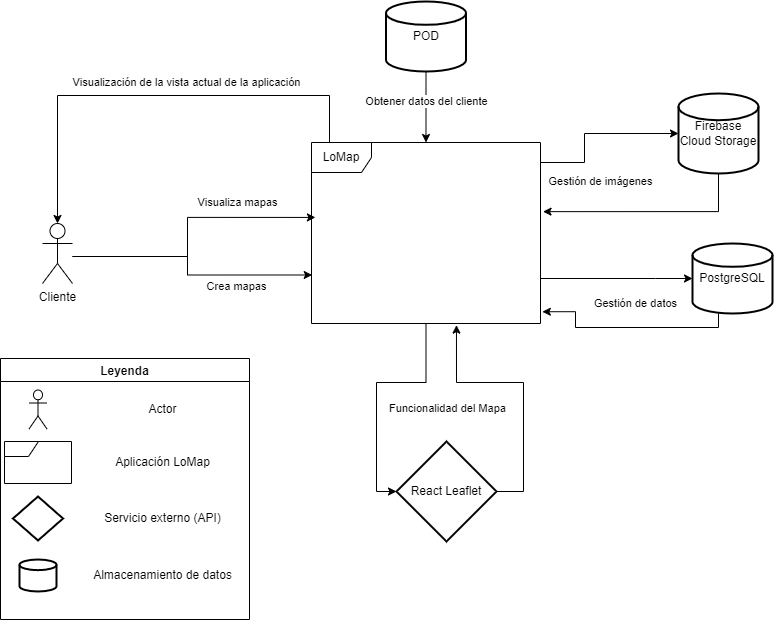 POD
Visualización de la vista actual de la aplicación
Obtener datos del cliente
Firebase
Cloud Storage
LoMap
Gestión de imágenes
Visualiza mapas
Cliente
Crea mapas
PostgreSQL
Gestión de datos
Funcionalidad del Mapa
React Leaflet
Leyenda
Actor
Aplicación LoMap
Servicio externo (API)
Almacenamiento de datos